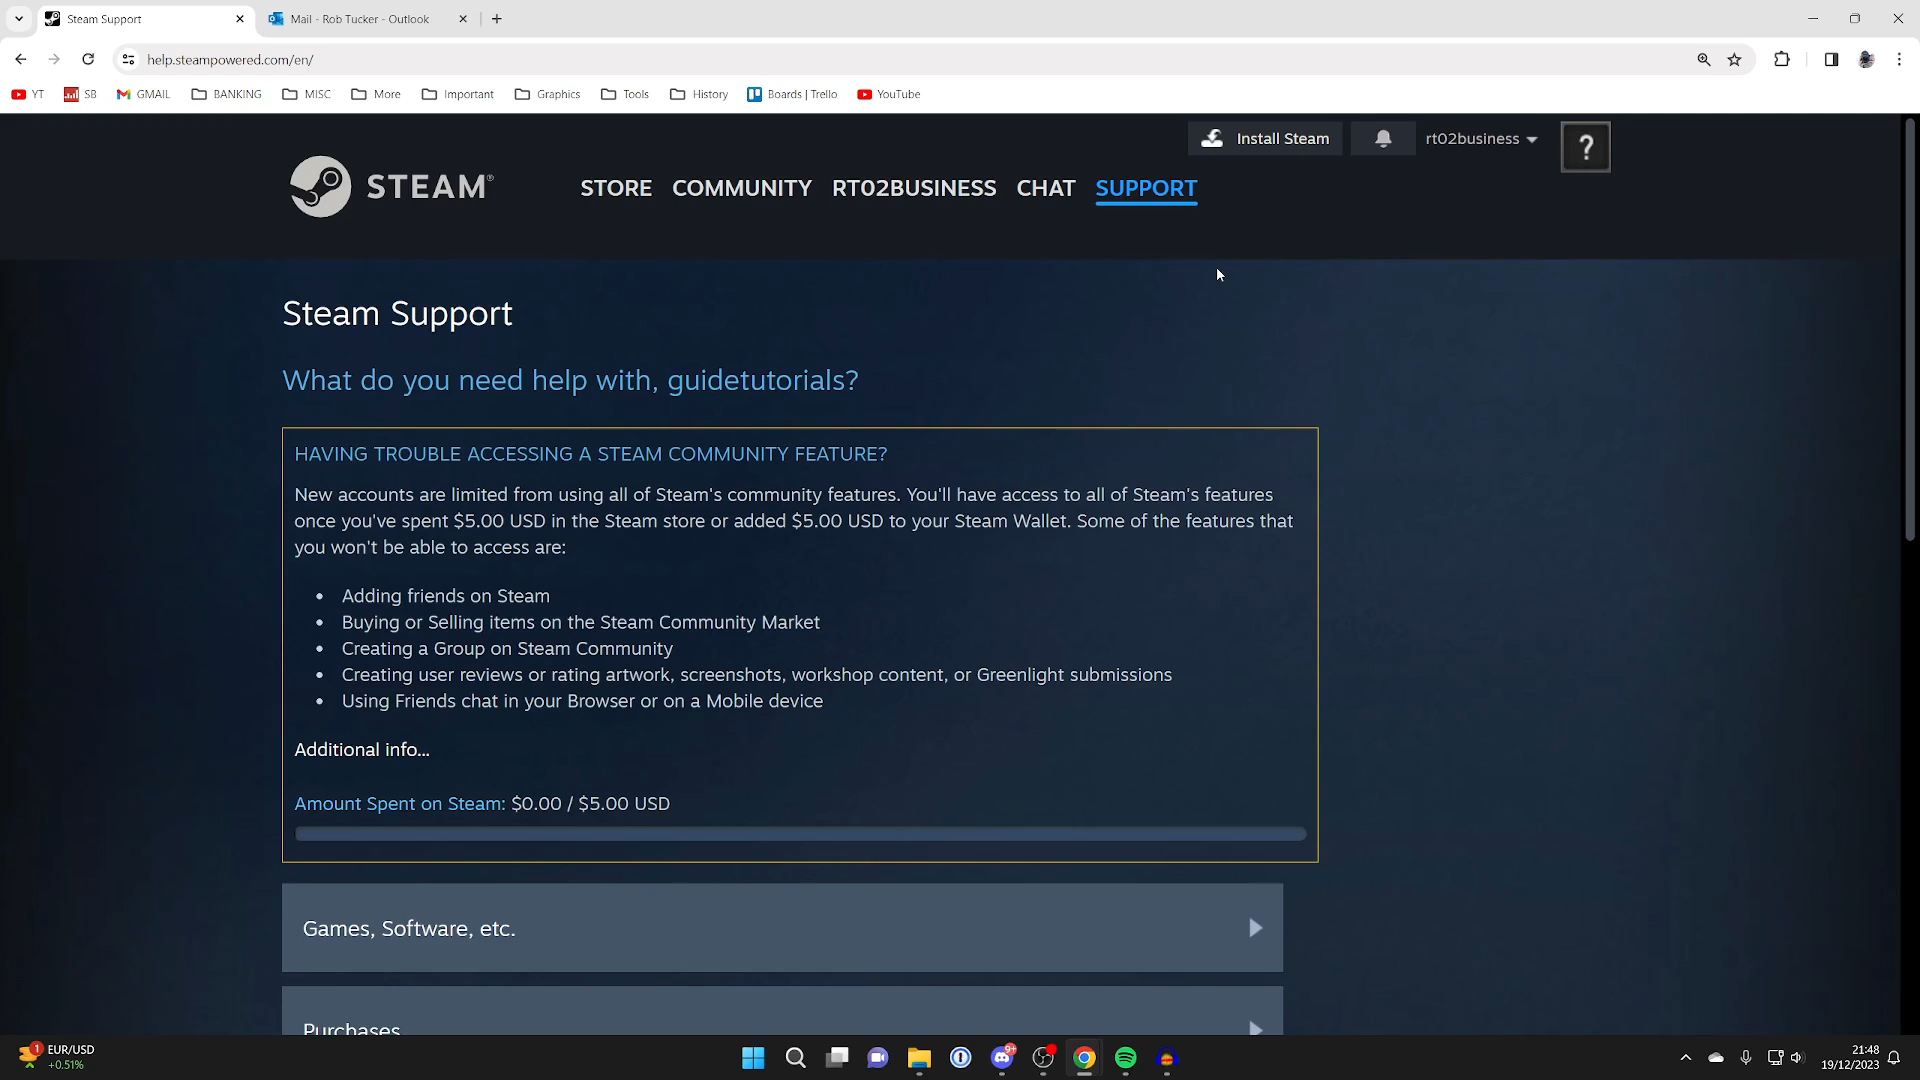 Steam Support
Mail - Rob Tucker - Outlook
help.steampowered.com/en/
YT
SB
GMAIL
BANKING
MISC
More
Important
Graphics
Tools
History
Boards | Trello
YouTube
Install Steam
rt02business
?
STEAM®
STORE
COMMUNITY
RT02BUSINESS
CHAT
SUPPORT
Steam Support
What do you need help with, guidetutorials?
HAVING TROUBLE ACCESSING A STEAM COMMUNITY FEATURE?
New accounts are limited from using all of Steam's community features. You'll have access to all of Steam's features
once you've spent $5.00 USD in the Steam store or added $5.00 USD to your Steam Wallet. Some of the features that
you won't be able to access are:
• Adding friends on Steam
• Buying or Selling items on the Steam Community Market
• Creating a Group on Steam Community
• Creating user reviews or rating artwork, screenshots, workshop content, or Greenlight submissions
• Using Friends chat in your Browser or on a Mobile device
Additional info...
Amount Spent on Steam: $0.00 / $5.00 USD
Games, Software, etc.
Purchases
1
EUR/USD
+0.51%
9+
21:48
19/12/2023